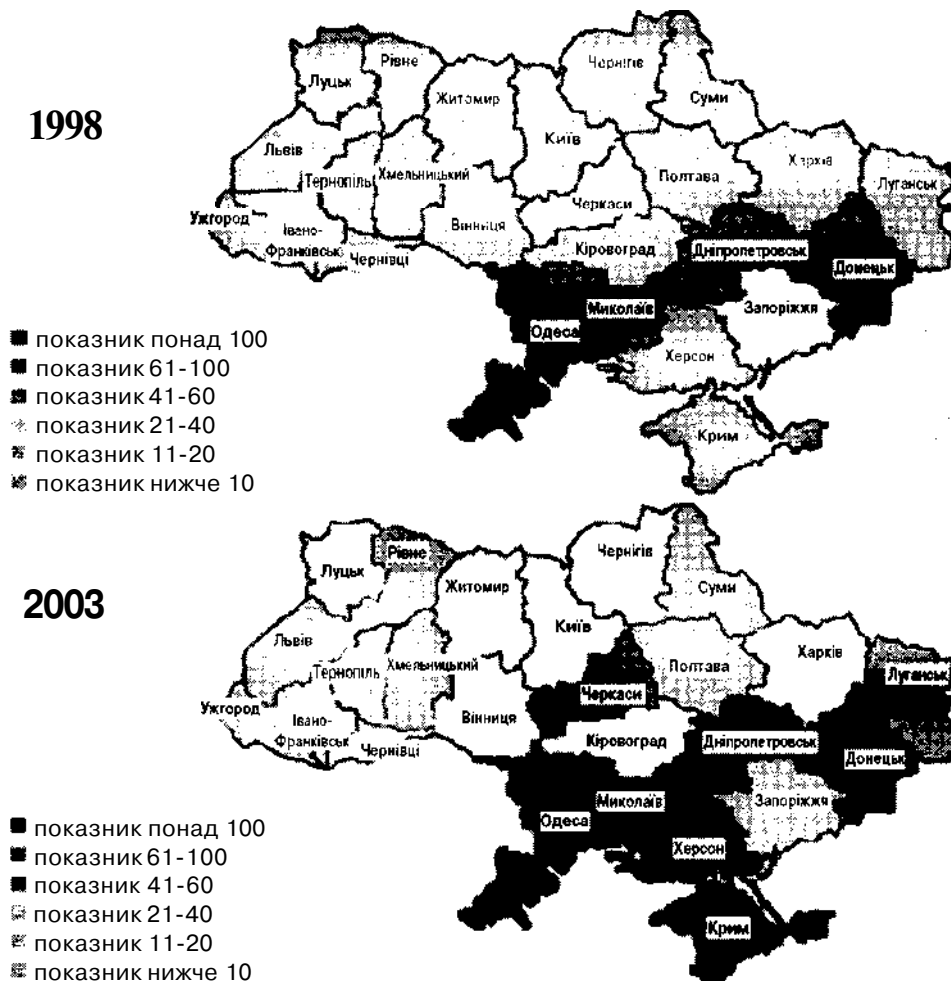 1998
Луцьк
Рівне
Житомир
Київ
Чернігів
Суми
Львів
Тернопіль
Хмельницький
Вінниця
Черкаси
Полтава
Харків
Луганськ
Ужгород
Івано-
Франківськ
Чернівці
Кіровоград
Дніпропетровськ
Донецьк
Одеса
Миколаїв
Запоріжжя
Херсон
Крим
показник понад 100
показник 61-100
показник 41-60
показник 21-40
показник 11-20
показник нижче 10
2003
Луцьк
Рівне
Житомир
Київ
Чернігів
Суми
Львів
Тернопіль
Хмельницький
Вінниця
Черкаси
Полтава
Харків
Луганськ
Ужгород
Івано-
Франківськ
Чернівці
Кіровоград
Дніпропетровськ
Донецьк
Одеса
Миколаїв
Запоріжжя
Херсон
Крим
показник понад 100
показник 61-100
показник 41-60
показник 21-40
показник 11-20
показник нижче 10